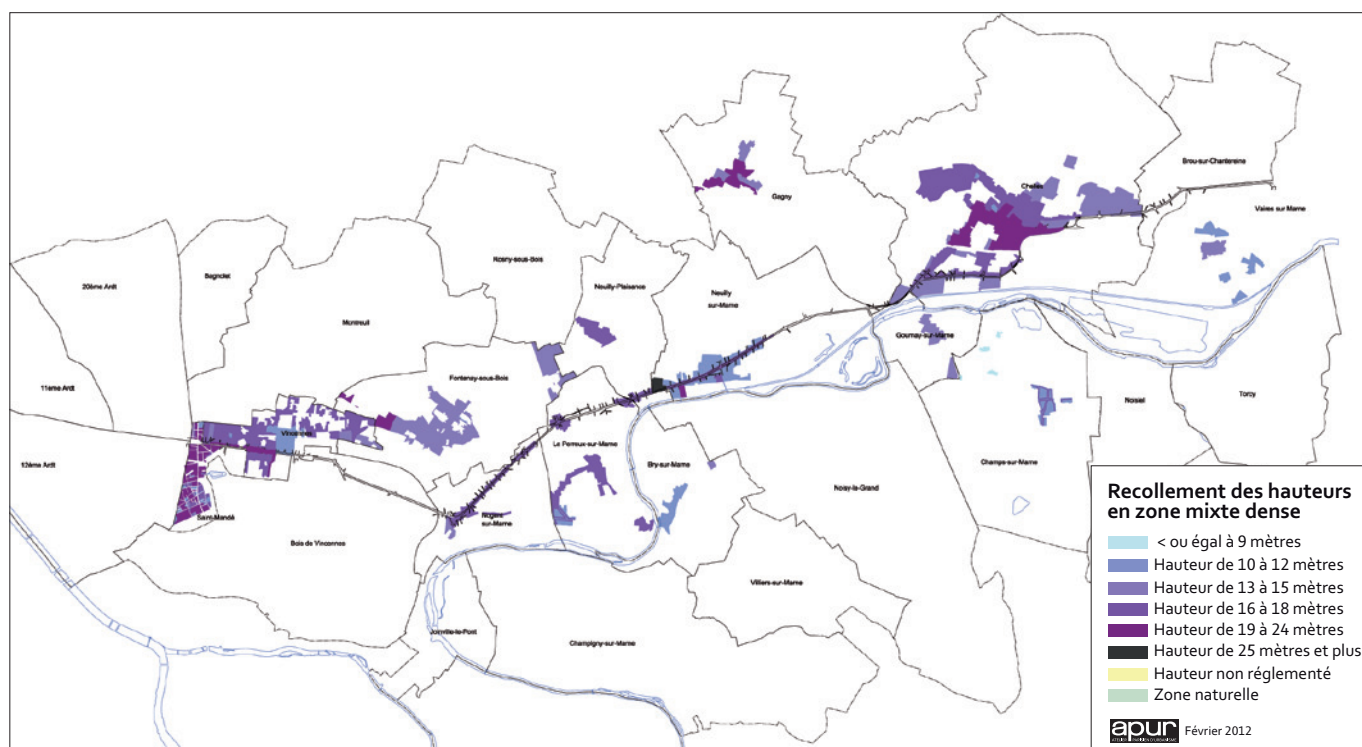 Brou-sur-Chantereine
Chelles
Gagny
Vaires sur Marne
Rosny-sous-Bois
Bagnolet
20ème Ardt
Neuilly-Plaisance
Neuilly
sur-Marne
Montreuil
Gournay-sur-Marne
Fontenay-sous-Bois
11ème Ardt
Noisiel
Torcy
Vincennes
Le Perreux-sur-Marne
12ème Ardt
Bry-sur-Marne
Champs-sur-Marne
Noisy-le-Grand
Saint-Mandé
Nogent
sur-Marne
Bois de Vincennes
Villiers-sur-Marne
Joinville-le-Pont
Champigny-sur-Marne
Recollement des hauteurs
en zone mixte dense
< ou égal à 9 mètres
Hauteur de 10 à 12 mètres
Hauteur de 13 à 15 mètres
Hauteur de 16 à 18 mètres
Hauteur de 19 à 24 mètres
Hauteur de 25 mètres et plus
Hauteur non réglementé
Zone naturelle
apur Février 2012
ATELIER PARISIEN D'URBANISME